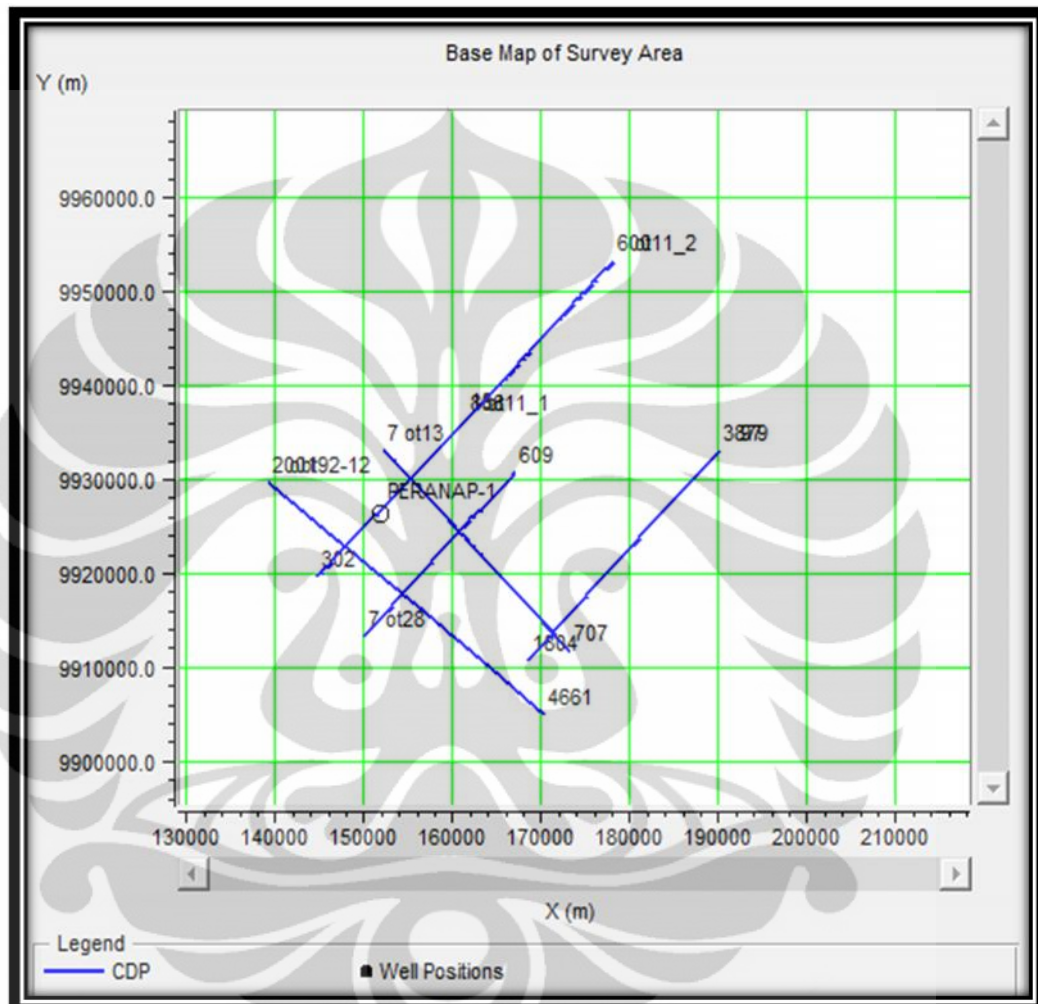 Base Map of Survey Area
Y (m)
9960000.0
9950000.0
9940000.0
9930000.0
9920000.0
9910000.0
9900000.0
7 ot13
609
PERANAP-1
302
7 ot28
707
1804
4661
130000 140000 150000 160000 170000 180000 190000 200000 210000
X (m)
Legend
CDP
Well Positions